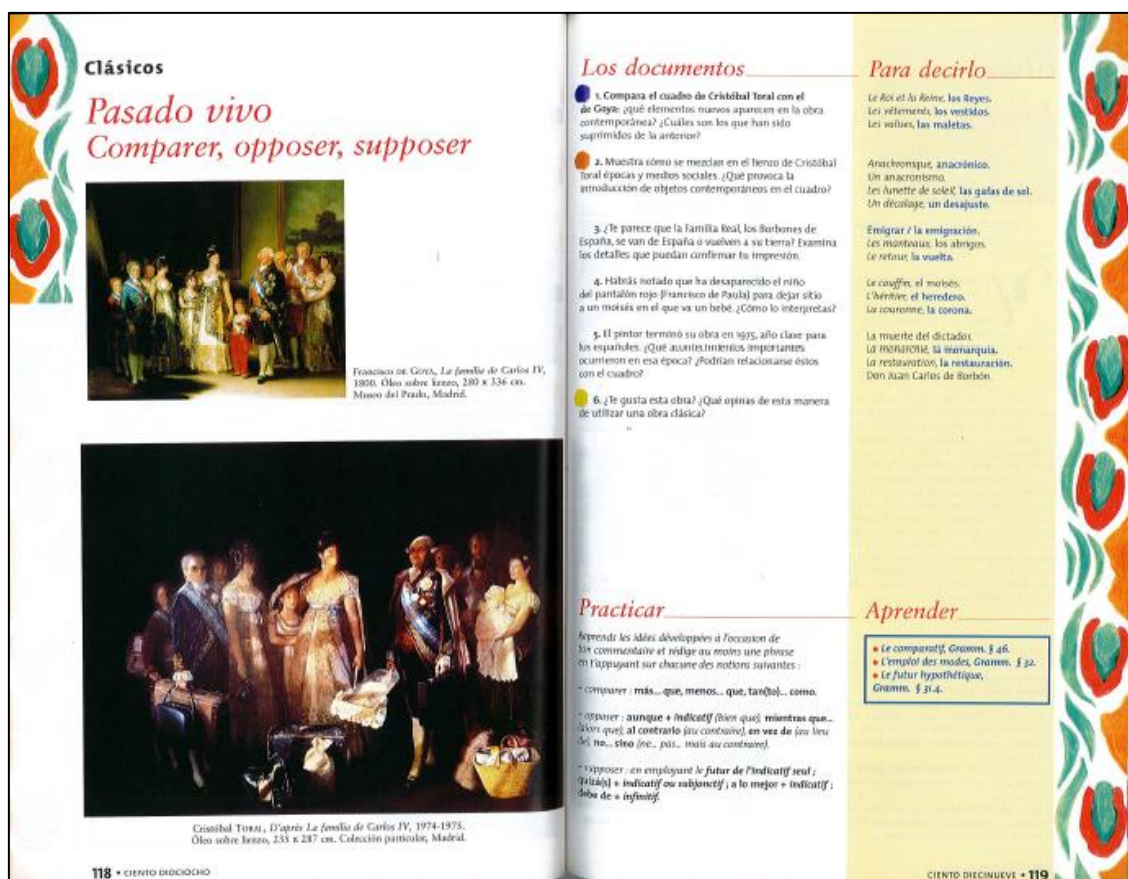 Clásicos
Pasado vivo
Comparer, opposer, supposer
Francisco DE GOYA, La familia de Carlos IV,
1800. Óleo sobre lienzo, 280 x 336 cm.
Museo del Prado, Madrid.
Cristóbal TORAL, D'après La familia de Carlos IV, 1974-1975.
Óleo sobre lienzo, 235 x 287 cm. Colección particular, Madrid.
118 • CIENTO DIOCIOCHO
Los documentos
1. Compara el cuadro de Cristóbal Toral con el
de Goya: ¿qué elementos nuevos aparecen en la obra
contemporánea? ¿Cuáles son los que han sido
suprimidos de la anterior?
2. Muestra cómo se mezclan en el lienzo de Cristóbal
Toral épocas y medios sociales. ¿Qué provoca la
introducción de objetos contemporáneos en el cuadro?
3. ¿Te parece que la Familia Real, los Borbones de
España, se van de España o vuelven a su tierra? Examina
los detalles que puedan confirmar tu impresión.
4. Habrás notado que ha desaparecido el niño
del pantalón rojo (Francisco de Paula) para dejar sitio
a un moisés en el que va un bebé. ¿Cómo lo interpretas?
5. El pintor terminó su obra en 1975, año clave para
los españoles. ¿Qué acontecimientos importantes
ocurrieron en esa época? ¿Podrían relacionarse éstos
con el cuadro?
6. ¿Te gusta esta obra? ¿Qué opinas de esta manera
de utilizar una obra clásica?
Practicar
Reprends les idées développées à l'occasion de
ton commentaire et rédige au moins une phrase
en t'appuyant sur chacune des notions suivantes :
- comparer : más... que, menos... que, tan(to)... como.
- opposer : aunque + indicatif (bien que), mientras que...
(alors que), al contrario (au contraire), en vez de (au lieu
de), no... sino (ne... pas... mais au contraire).
- supposer : en employant le futur de l'indicatif seul ;
quizá(s) + indicatif ou subjonctif ; a lo mejor + indicatif ;
debe de + infinitif.
Para decirlo
Le Roi et la Reine, los Reyes.
Les vêtements, los vestidos.
Les valises, las maletas.
Anachronique, anacrónico.
Un anacronismo.
Les lunette de soleil, las gafas de sol.
Un décalage, un desajuste.
Emigrar / la emigración.
Les manteaux, los abrigos.
Le retour, la vuelta.
Le couffin, el moisés.
L'héritier, el heredero.
La couronne, la corona.
La muerte del dictador.
La monarchie, la monarquía.
La restauration, la restauración.
Don Juan Carlos de Borbón.
Aprender
• Le comparatif, Gramm. § 46.
• L'emploi des modes, Gramm. § 32.
• Le futur hypothétique,
Gramm. § 31.4.
CIENTO DIECINUEVE • 119